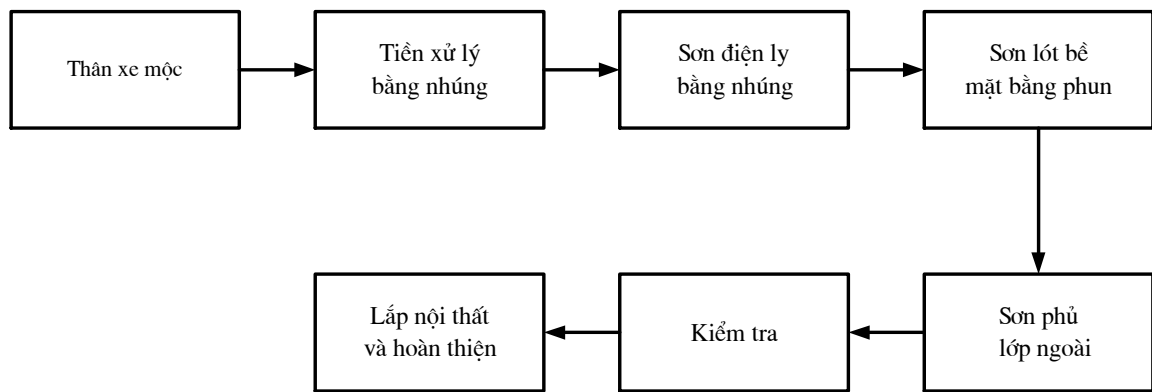 Thân xe mộc
Tiền xử lý
bằng nhúng
Sơn điện ly
bằng nhúng
Sơn lót bề
mặt bằng phun
Sơn phủ
lớp ngoài
Kiểm tra
Lắp nội thất
và hoàn thiện